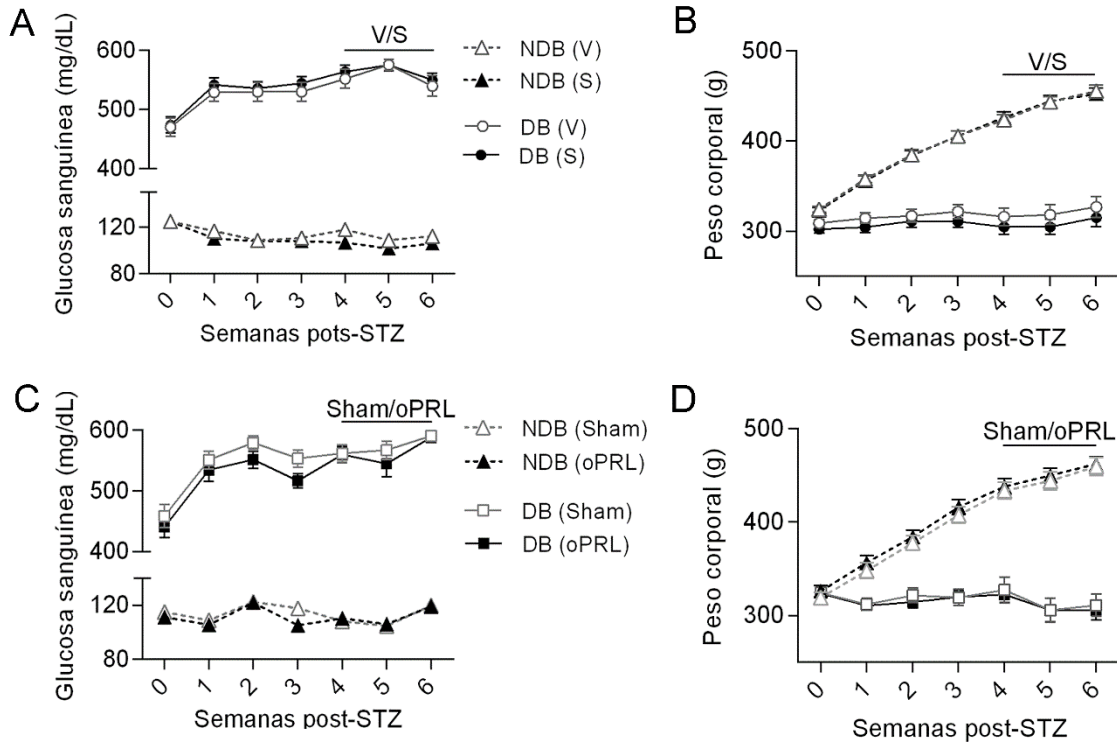 A
Glucosa sanguínea (mg/dL)
600
500
400
120
80
V/S
0 1 2 3 4 5 6
Semanas pots-STZ
NDB (V)
NDB (S)
DB (V)
DB (S)
B
Peso corporal (g)
500
400
300
V/S
0 1 2 3 4 5 6
Semanas post-STZ
C
Glucosa sanguínea (mg/dL)
600
500
400
120
80
Sham/oPRL
0 1 2 3 4 5 6
Semanas post-STZ
NDB (Sham)
NDB (oPRL)
DB (Sham)
DB (oPRL)
D
Peso corporal (g)
500
400
300
Sham/oPRL
0 1 2 3 4 5 6
Semanas post-STZ